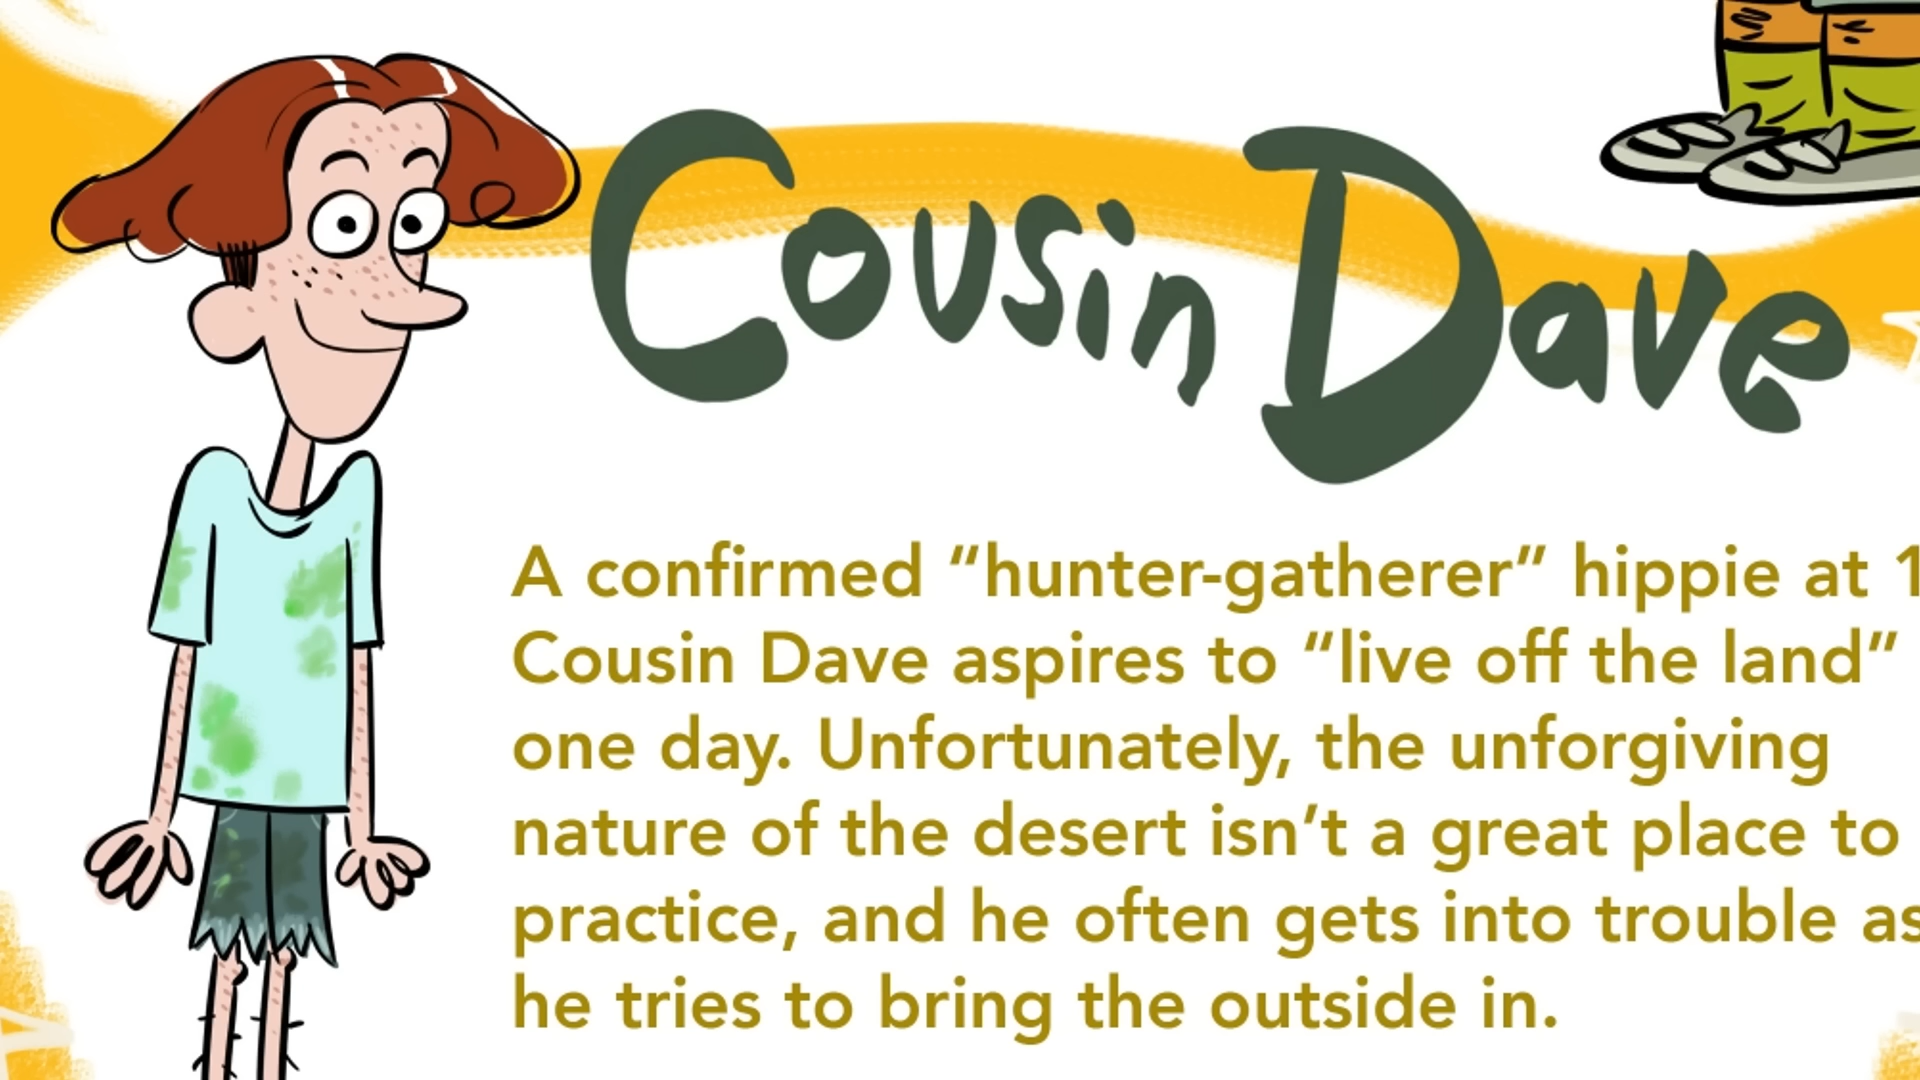 Cousin Dave
A confirmed “hunter-gatherer” hippie at
Cousin Dave aspires to “live off the land”
one day. Unfortunately, the unforgiving
nature of the desert isn’t a great place to
practice, and he often gets into trouble as
he tries to bring the outside in.